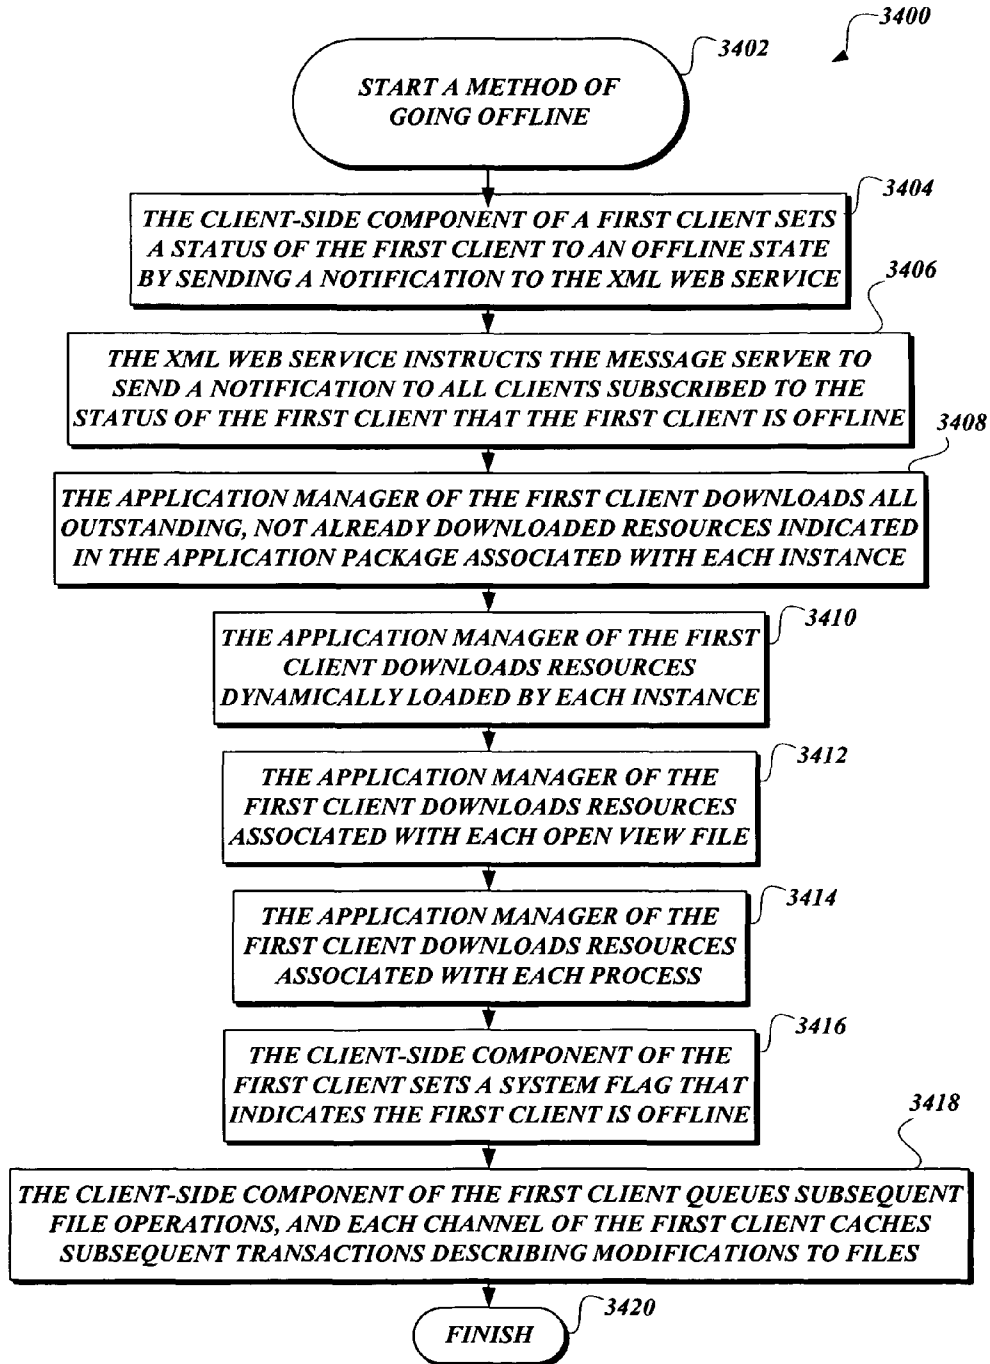 3400
3402
START A METHOD OF
GOING OFFLINE
3404
THE CLIENT-SIDE COMPONENT OF A FIRST CLIENT SETS
A STATUS OF THE FIRST CLIENT TO AN OFFLINE STATE
BY SENDING A NOTIFICATION TO THE XML WEB SERVICE
3406
THE XML WEB SERVICE INSTRUCTS THE MESSAGE SERVER TO
SEND A NOTIFICATION TO ALL CLIENTS SUBSCRIBED TO THE
STATUS OF THE FIRST CLIENT THAT THE FIRST CLIENT IS OFFLINE
3408
THE APPLICATION MANAGER OF THE FIRST CLIENT DOWNLOADS ALL
OUTSTANDING, NOT ALREADY DOWNLOADED RESOURCES INDICATED
IN THE APPLICATION PACKAGE ASSOCIATED WITH EACH INSTANCE
3410
THE APPLICATION MANAGER OF THE FIRST
CLIENT DOWNLOADS RESOURCES
DYNAMICALLY LOADED BY EACH INSTANCE
3412
THE APPLICATION MANAGER OF THE
FIRST CLIENT DOWNLOADS RESOURCES
ASSOCIATED WITH EACH OPEN VIEW FILE
3414
THE APPLICATION MANAGER OF THE
FIRST CLIENT DOWNLOADS RESOURCES
ASSOCIATED WITH EACH PROCESS
3416
THE CLIENT-SIDE COMPONENT OF THE
FIRST CLIENT SETS A SYSTEM FLAG THAT
INDICATES THE FIRST CLIENT IS OFFLINE
3418
THE CLIENT-SIDE COMPONENT OF THE FIRST CLIENT QUEUES SUBSEQUENT
FILE OPERATIONS, AND EACH CHANNEL OF THE FIRST CLIENT CACHES
SUBSEQUENT TRANSACTIONS DESCRIBING MODIFICATIONS TO FILES
3420
FINISH